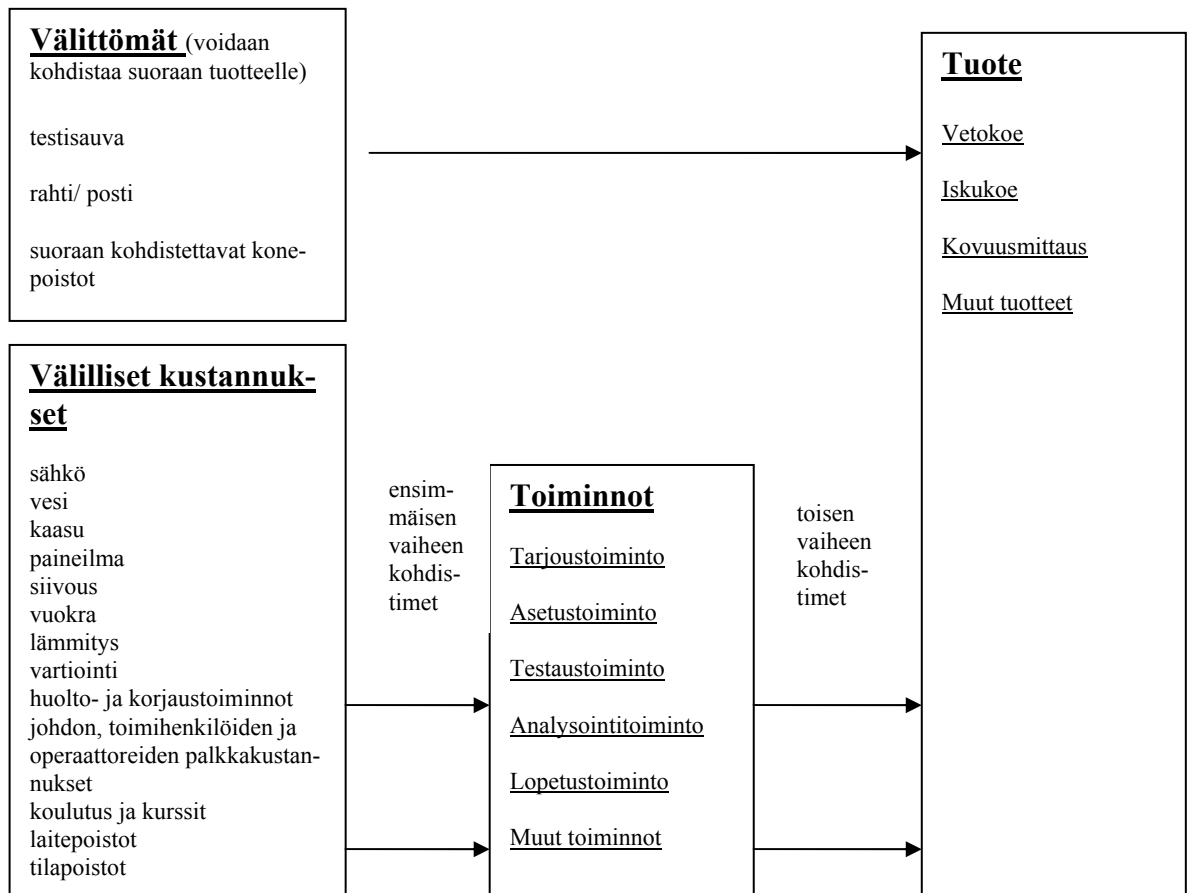 Välittömät (voidaan
kohdistaa suoraan tuotteelle)
testisauva
rahti/ posti
suoraan kohdistettavat kone-
poistot
Tuote
Vetokoe
Iskukoe
Kovuusmittaus
Muut tuotteet
Välilliset kustannuk-
set
sähkö
vesi
kaasu
paineilma
siivous
vuokra
lämmitys
vartiointi
huolto- ja korjaustoiminnot
johdon, toimihenkilöiden ja
operaattoreiden palkkakustan-
nukset
koulutus ja kurssit
laitepoistot
tilapoistot
ensim-
mäisen
vaiheen
kohdis-
timet
Toiminnot
Tarjoustoiminto
Asetustoiminto
Testaustoiminto
Analysointitoiminto
Lopetustoiminto
Muut toiminnot
toisen
vaiheen
kohdis-
timet